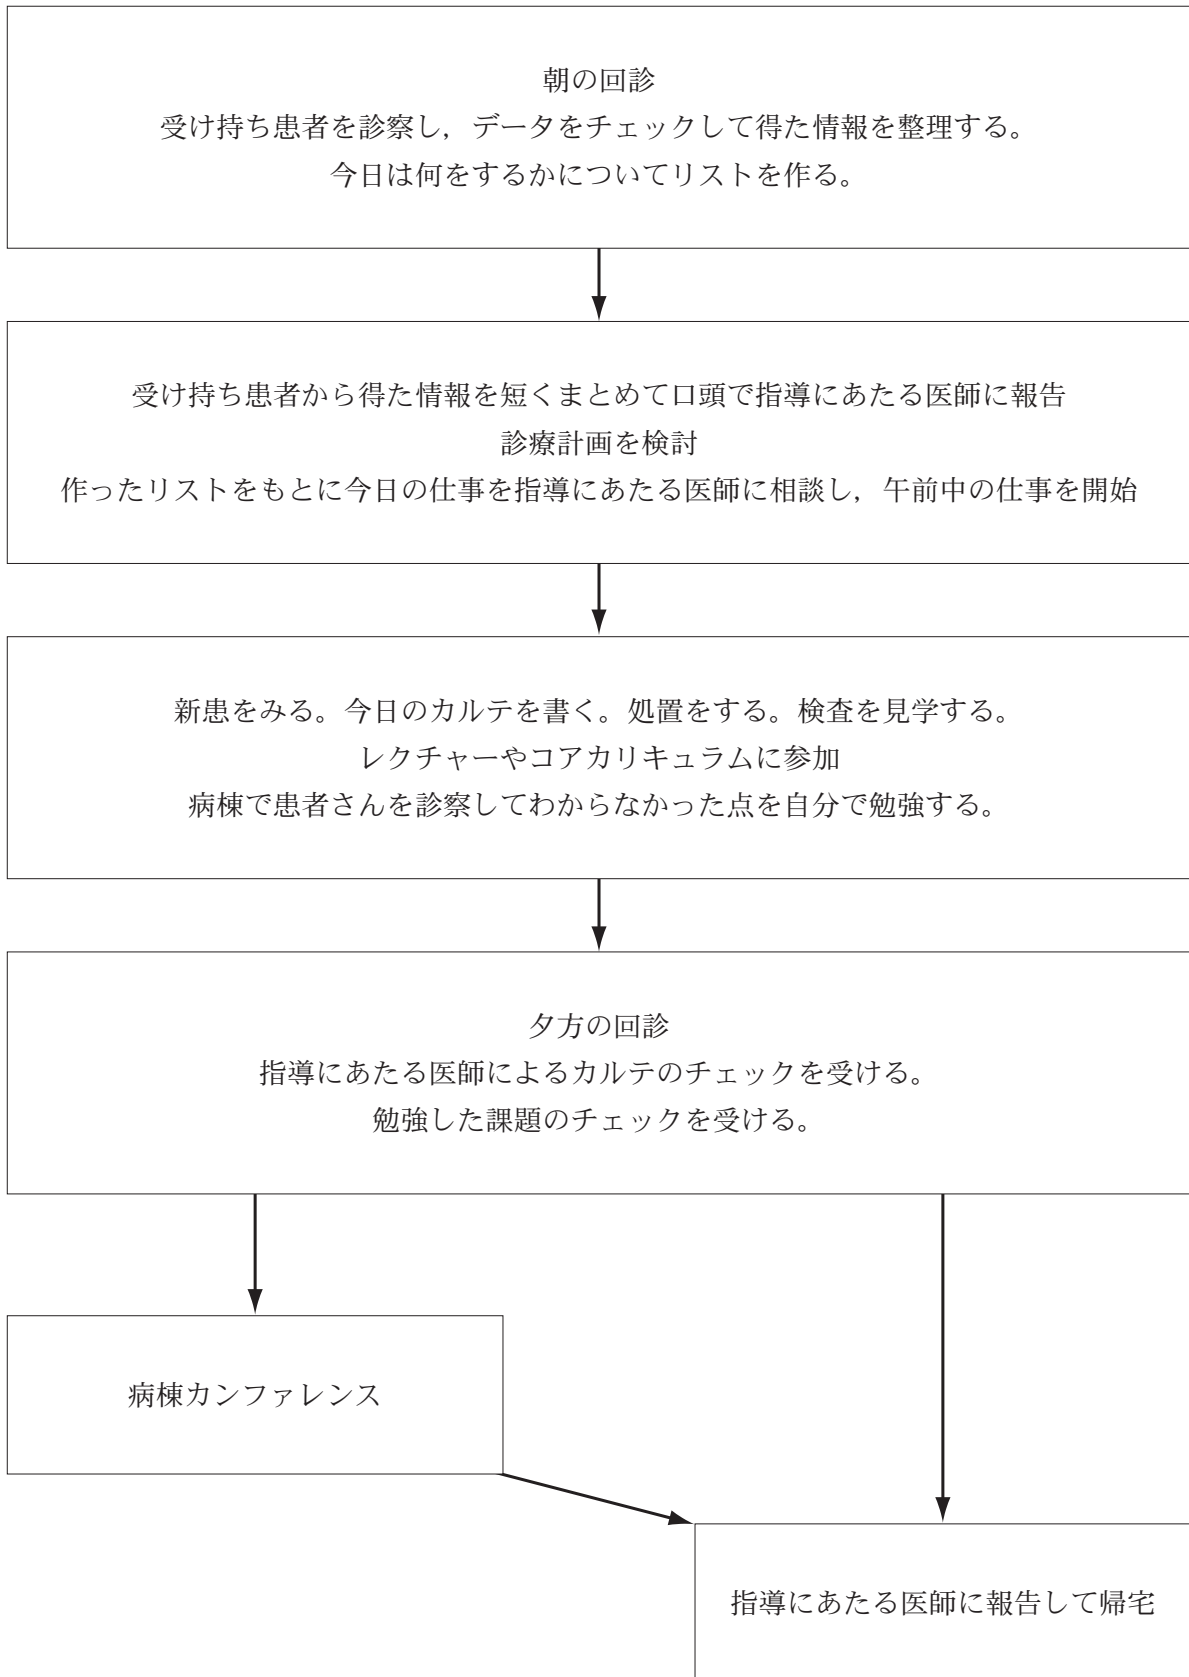 朝の回診
受け持ち患者を診察し，データをチェックして得た情報を整理する。
今日は何をするかについてリストを作る。
受け持ち患者から得た情報を短くまとめて口頭で指導にあたる医師に報告
診療計画を検討
作ったリストをもとに今日の仕事を指導にあたる医師に相談し，午前中の仕事を開始
新患をみる。今日のカルテを書く。処置をする。検査を見学する。
レクチャーやコアカリキュラムに参加
病棟で患者さんを診察してわからなかった点を自分で勉強する。
夕方の回診
指導にあたる医師によるカルテのチェックを受ける。
勉強した課題のチェックを受ける。
病棟カンファレンス
指導にあたる医師に報告して帰宅